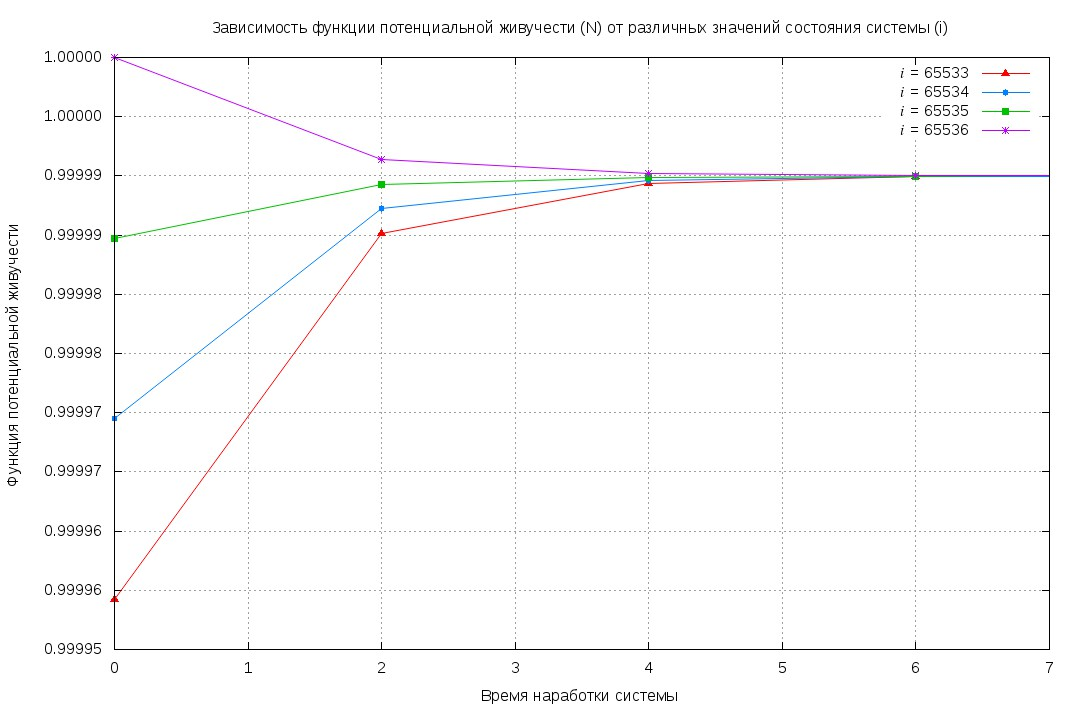 Зависимость функции потенциальной живучести (N) от различных значений состояния системы (i)
1.00000
1.00000
0.99999
0.99999
0.99998
0.99998
0.99997
0.99997
0.99996
0.99996
0.99995
Функция потенциальной живучести
i = 65533
i = 65534
i = 65535
i = 65536
0 1 2 3 4 5 6 7
Время наработки системы